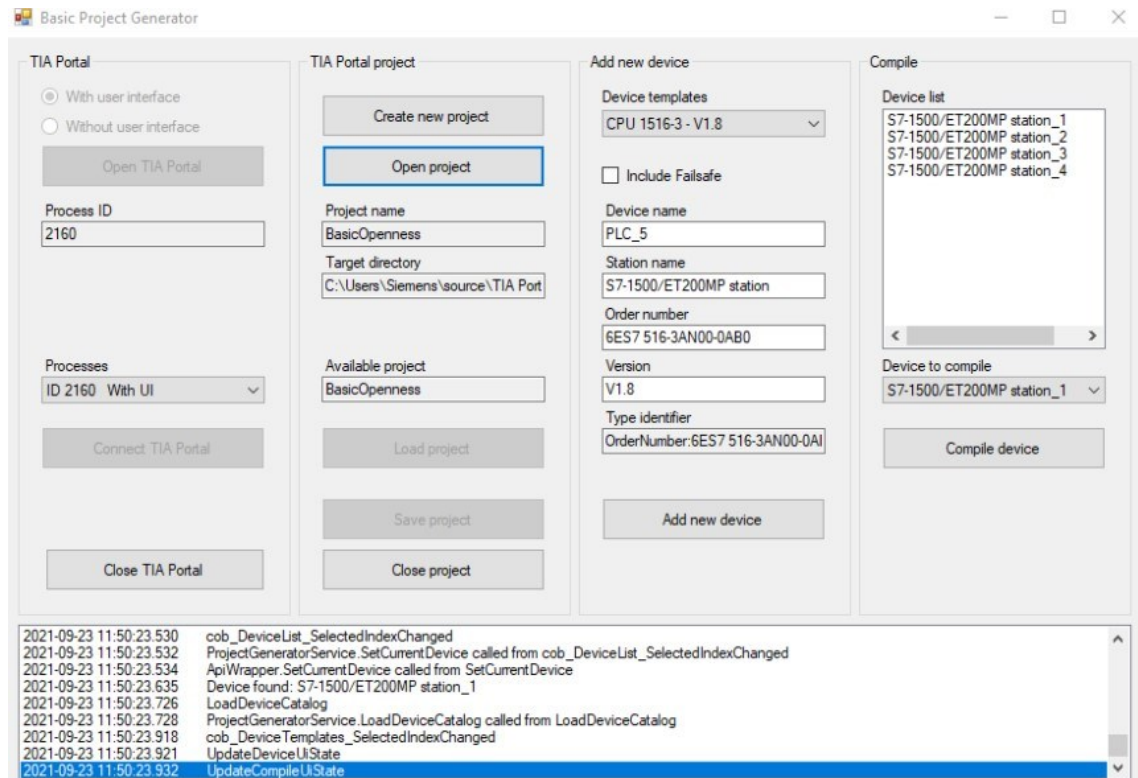 Basic Project Generator
TIA Portal
With user interface
Without user interface
Open TIA Portal
Process ID
2160
Processes
ID 2160 With UI
Connect TIA Portal
Close TIA Portal
TIA Portal project
Create new project
Open project
Project name
BasicOpenness
Target directory
C:\Users\Siemens\source\TIA Port
Available project
BasicOpenness
Load project
Save project
Close project
Add new device
Device templates
CPU 1516-3 - V1.8
Include Failsafe
Device name
PLC_5
Station name
S7-1500/ET200MP station
Order number
6ES7 516-3AN00-0AB0
Version
V1.8
Type identifier
OrderNumber:6ES7 516-3AN00-0AI
Add new device
Compile
Device list
S7-1500/ET200MP station_1
S7-1500/ET200MP station_2
S7-1500/ET200MP station_3
S7-1500/ET200MP station_4
Device to compile
S7-1500/ET200MP station_1
Compile device
2021-09-23 11:50:23.530 cob_DeviceList_SelectedIndexChanged
2021-09-23 11:50:23.532 ProjectGeneratorService.SetCurrentDevice called from cob_DeviceList_SelectedIndexChanged
2021-09-23 11:50:23.534 ApiWrapper.SetCurrentDevice called from SetCurrentDevice
2021-09-23 11:50:23.635 Device found: S7-1500/ET200MP station_1
2021-09-23 11:50:23.726 LoadDeviceCatalog
2021-09-23 11:50:23.728 ProjectGeneratorService.LoadDeviceCatalog called from LoadDeviceCatalog
2021-09-23 11:50:23.918 cob_DeviceTemplates_SelectedIndexChanged
2021-09-23 11:50:23.921 UpdateDeviceUiState
2021-09-23 11:50:23.932 UpdateCompileUiState